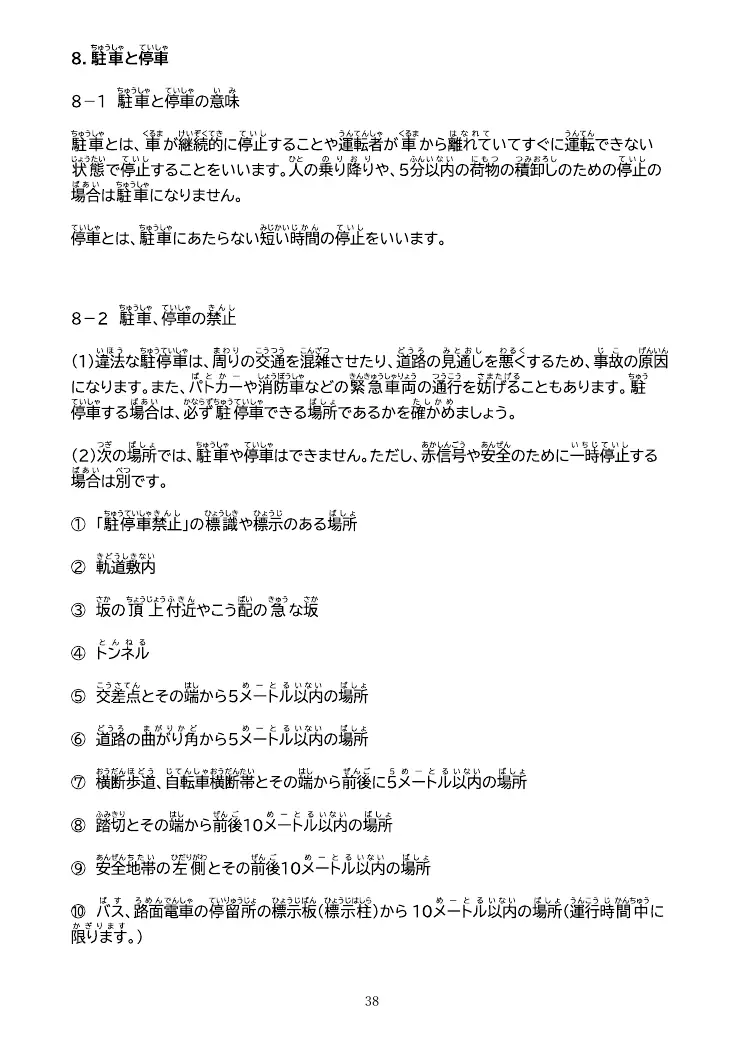 8．駐車と停車
8－1 駐車と停車の意味
駐車とは、車が継続的に停止することや運転者が車から離れていてすぐに運転できない
状態で停止することをいいます。人の乗り降りや、5分以内の荷物の積卸しのための停止の
場合は駐車になりません。
停車とは、駐車にあたらない短い時間の停止をいいます。
8－2 駐車、停車の禁止
(1)違法な駐停車は、周りの交通を混雑させたり、道路の見通しを悪くするため、事故の原因
になります。また、パトカーや消防車などの緊急車両の通行を妨げることもあります。駐
停車する場合は、必ず駐停車できる場所であるかを確かめましょう。
(2)次の場所では、駐車や停車はできません。ただし、赤信号や安全のために一時停止する
場合は別です。
① 「駐停車禁止」の標識や標示のある場所
② 軌道敷内
③ 坂の頂上付近やこう配の急な坂
④ トンネル
⑤ 交差点とその端から5メートル以内の場所
⑥ 道路の曲がり角から5メートル以内の場所
⑦ 横断歩道、自転車横断帯とその端から前後に5メートル以内の場所
⑧ 踏切とその端から前後10メートル以内の場所
⑨ 安全地帯の左側とその前後10メートル以内の場所
⑩ バス、路面電車の停留所の標示板(標示柱)から 10メートル以内の場所(運行時間中に
限ります。)
38